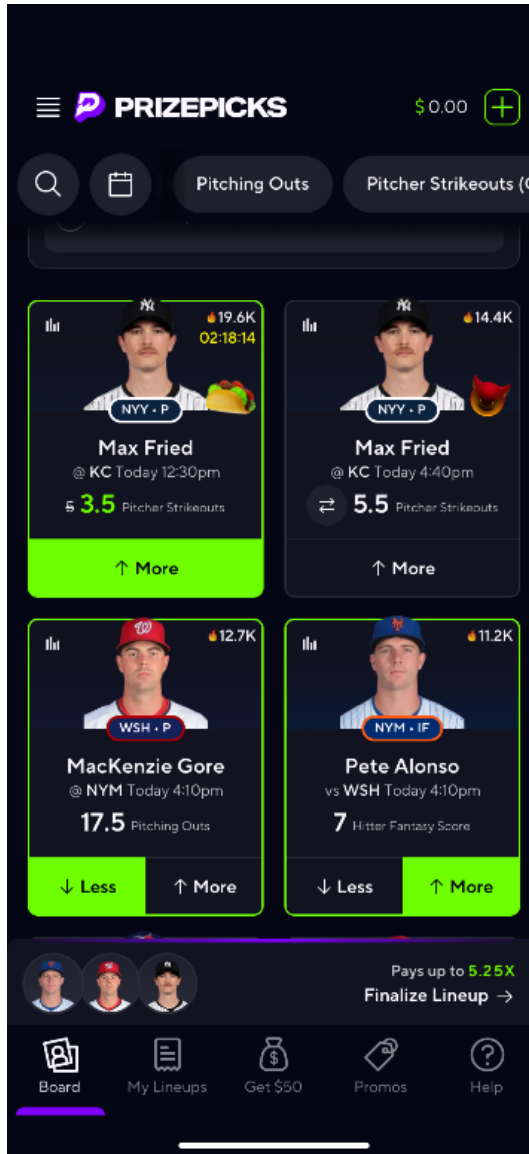 PRIZEPICKS
$ 0.00
Pitching Outs
Pitcher Strikeouts (
19.6K
02:18:14
NYY • P
Max Fried
@ KC Today 12:30pm
5 3.5 Pitcher Strikeouts
↑ More
14.4K
NYY • P
Max Fried
@ KC Today 4:40pm
5.5 Pitcher Strikeouts
↑ More
12.7K
WSH • P
MacKenzie Gore
@ NYM Today 4:10pm
17.5 Pitching Outs
↓ Less ↑ More
11.2K
NYM • IF
Pete Alonso
vs WSH Today 4:10pm
7 Hitter Fantasy Score
↓ Less ↑ More
Pays up to 5.25X
Finalize Lineup →
Board
My Lineups
Get $50
Promos
Help